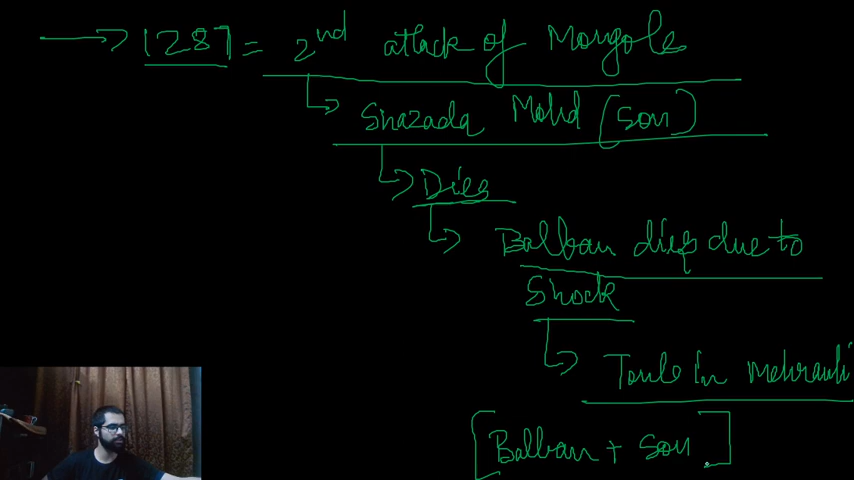 → 1287 = 2nd attack of Mongols
↳ Shazada Mohd (son)
↳ Dies
↳ Balban dies due to
Shock
↳ Tomb in Mehrauli
[Balban + son]